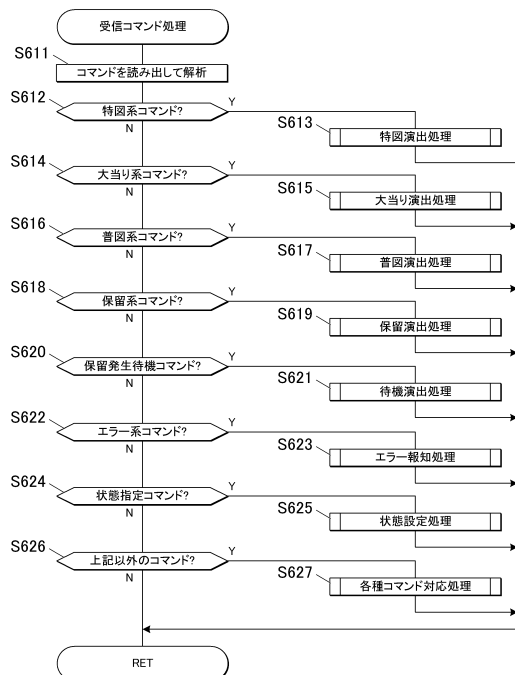 受信コマンド処理
S611
コマンドを読み出して解析
S612
特図系コマンド?
Y
N
S613
特図演出処理
S614
大当り系コマンド?
Y
N
S615
大当り演出処理
S616
普図系コマンド?
Y
N
S617
普図演出処理
S618
保留系コマンド?
Y
N
S619
保留演出処理
S620
保留発生待機コマンド?
Y
N
S621
待機演出処理
S622
エラー系コマンド?
Y
N
S623
エラー報知処理
S624
状態指定コマンド?
Y
N
S625
状態設定処理
S626
上記以外のコマンド?
Y
N
S627
各種コマンド対応処理
RET